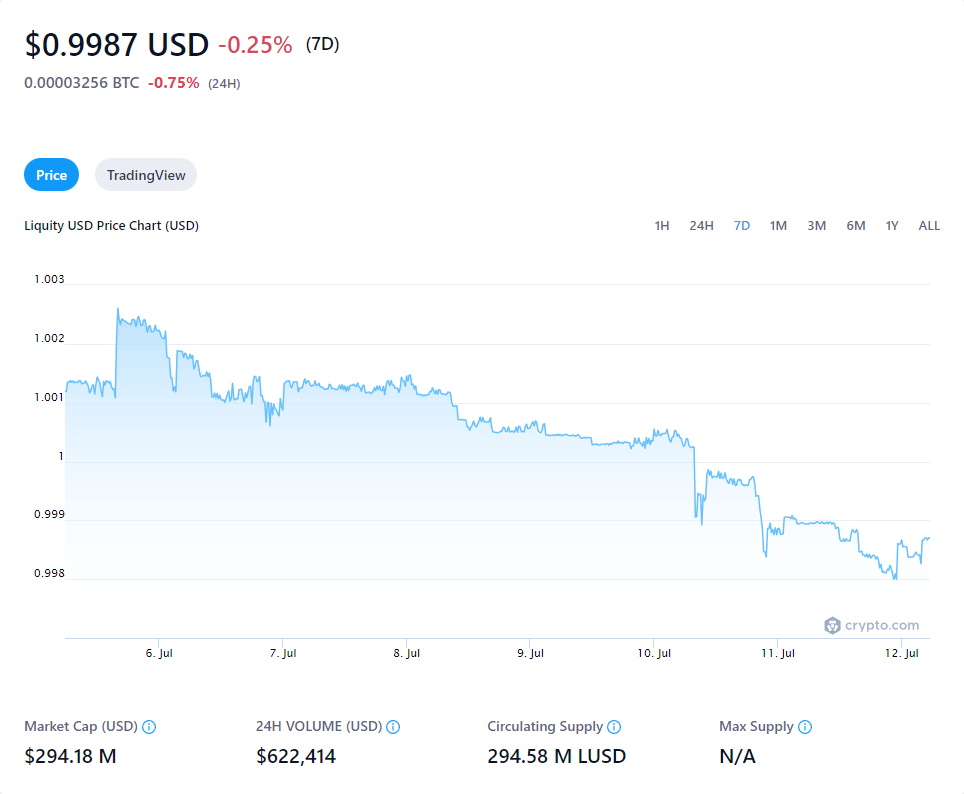 $0.9987 USD -0.25% (7D)
0.00003256 BTC -0.75% (24H)
Price TradingView
Liquity USD Price Chart (USD) 1H 24H 7D 1M 3M 6M 1Y ALL
1.003
1.002
1.001
1
0.999
0.998
crypto.com
6. Jul 7. Jul 8. Jul 9. Jul 10. Jul 11. Jul 12. Jul
Market Cap (USD) 24H VOLUME (USD) Circulating Supply Max Supply
$294.18 M $622,414 294.58 M LUSD N/A